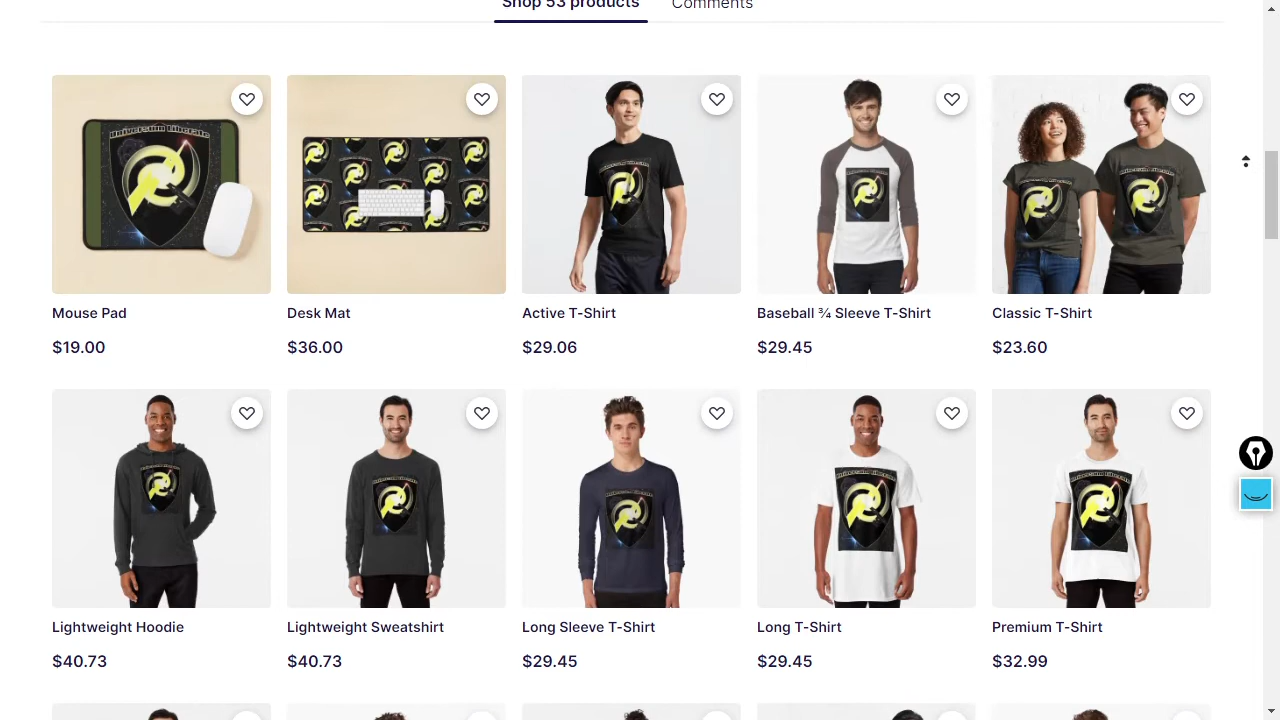 Shop 53 products
Comments
Universum Liberale
Mouse Pad
Desk Mat
Active T-Shirt
Baseball ¾ Sleeve T-Shirt
Classic T-Shirt
$19.00
$36.00
$29.06
$29.45
$23.60
Lightweight Hoodie
Lightweight Sweatshirt
Long Sleeve T-Shirt
Long T-Shirt
Premium T-Shirt
$40.73
$40.73
$29.45
$29.45
$32.99